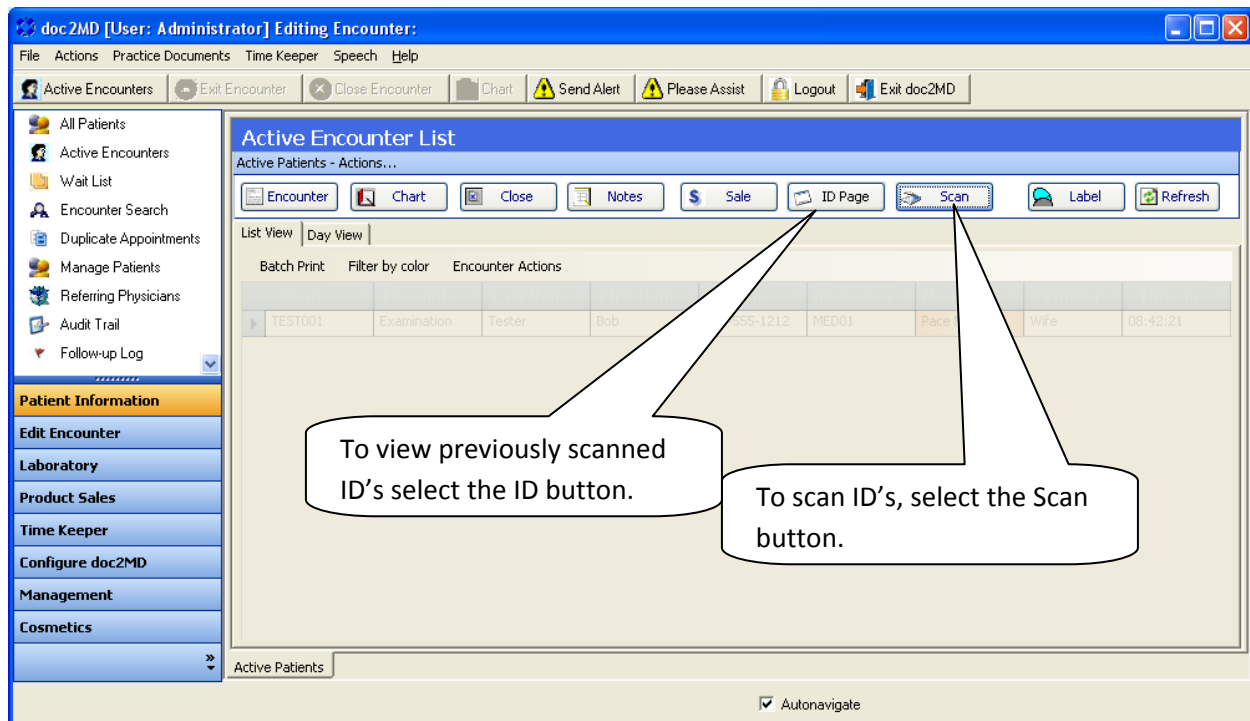 doc2MD [User: Administrator] Editing Encounter:
File Actions Practice Documents Time Keeper Speech Help
Active Encounters Exit Encounter Close Encounter Chart Send Alert Please Assist Logout Exit doc2MD
All Patients
Active Encounters
Wait List
Encounter Search
Duplicate Appointments
Manage Patients
Referring Physicians
Audit Trail
Follow-up Log
Patient Information
Edit Encounter
Laboratory
Product Sales
Time Keeper
Configure doc2MD
Management
Cosmetics
Active Encounter List
Active Patients - Actions...
Encounter Chart Close Notes Sale ID Page Scan Label Refresh
List View Day View
Batch Print Filter by color Encounter Actions
TEST001 Examination Tester Bob 555-1212 MED01 Pace Wife 08:42:21
To view previously scanned
ID's select the ID button.
To scan ID's, select the Scan
button.
Active Patients
Autonavigate